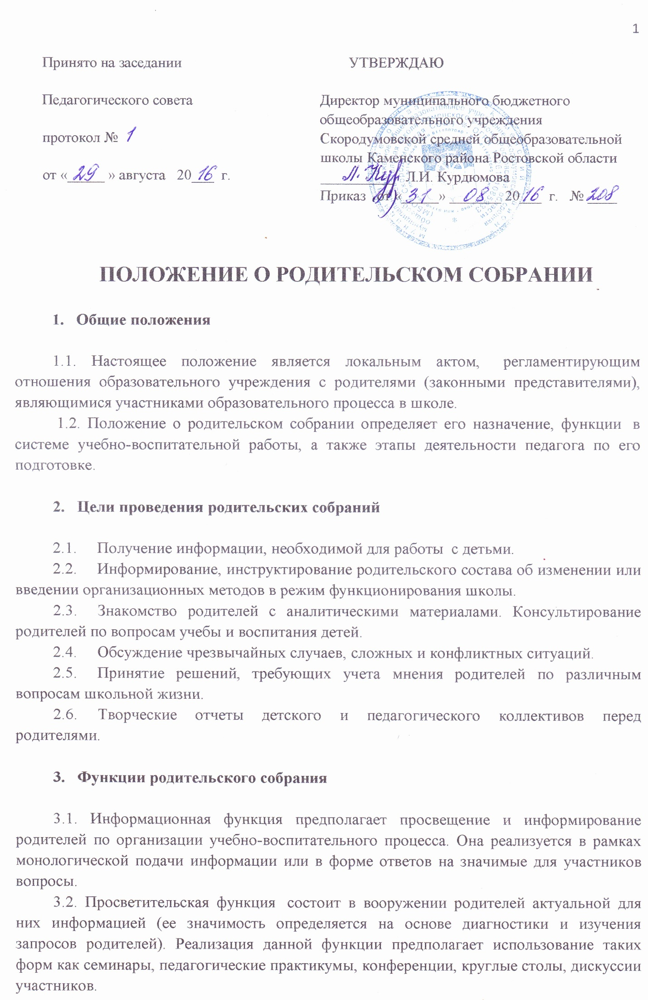 1
Принято на заседании
Педагогического совета
протокол № 1
от « 29 » августа 2016 г.
УТВЕРЖДАЮ
Директор муниципального бюджетного
общеобразовательного учреждения
Скородумовской средней общеобразовательной
школы Каменского района Ростовской области
Л.И. Курдюмова
Приказ от « 31 » 08 2016 г. № 208
ПОЛОЖЕНИЕ О РОДИТЕЛЬСКОМ СОБРАНИИ
1. Общие положения
1.1. Настоящее положение является локальным актом, регламентирующим
отношения образовательного учреждения с родителями (законными представителями),
являющимися участниками образовательного процесса в школе.
1.2. Положение о родительском собрании определяет его назначение, функции в
системе учебно-воспитательной работы, а также этапы деятельности педагога по его
подготовке.
2. Цели проведения родительских собраний
2.1. Получение информации, необходимой для работы с детьми.
2.2. Информирование, инструктирование родительского состава об изменении или
введении организационных методов в режим функционирования школы.
2.3. Знакомство родителей с аналитическими материалами. Консультирование
родителей по вопросам учебы и воспитания детей.
2.4. Обсуждение чрезвычайных случаев, сложных и конфликтных ситуаций.
2.5. Принятие решений, требующих учета мнения родителей по различным
вопросам школьной жизни.
2.6. Творческие отчеты детского и педагогического коллективов перед
родителями.
3. Функции родительского собрания
3.1. Информационная функция предполагает просвещение и информирование
родителей по организации учебно-воспитательного процесса. Она реализуется в рамках
монологической подачи информации или в форме ответов на значимые для участников
вопросы.
3.2. Просветительская функция состоит в вооружении родителей актуальной для
них информацией (ее значимость определяется на основе диагностики и изучения
запросов родителей). Реализация данной функции предполагает использование таких
форм как семинары, педагогические практикумы, конференции, круглые столы, дискуссии
участников.